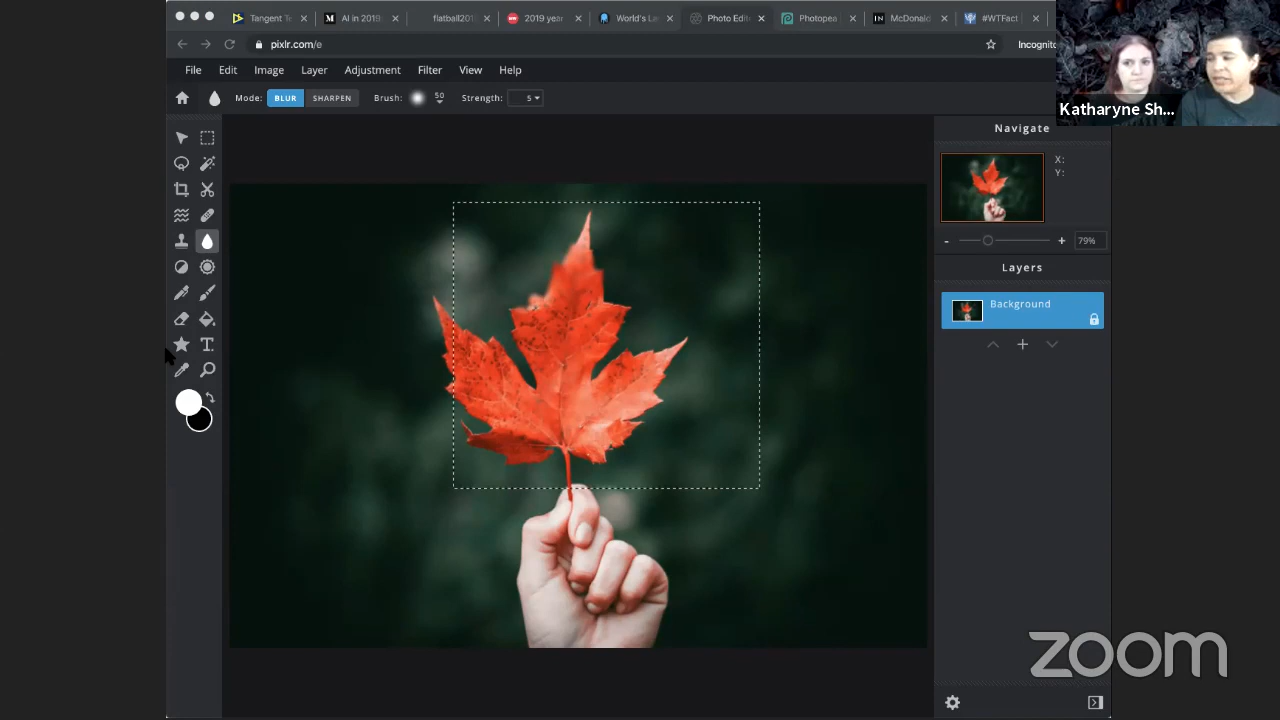 Tangent Te
AI in 2019
flatball201
2019 year
World's La
Photo Edit
Photopea
McDonald
#WTFact
pixlr.com/e
Incognito
File Edit Image Layer Adjustment Filter View Help
Mode: BLUR SHARPEN Brush: 50 Strength: 5
Katharyne Sh...
Navigate
X:
Y:
79%
Layers
Background
zoom